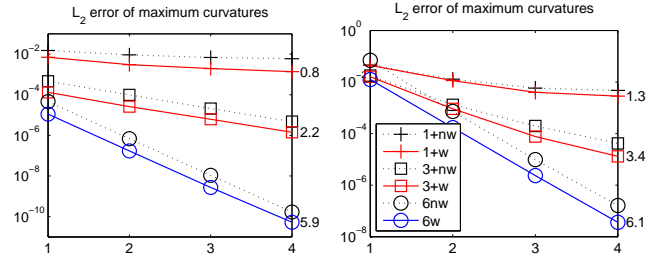 L2 error of maximum curvatures
10^-2
10^-4
10^-6
10^-8
10^-10
1 2 3 4
0.8
2.2
5.9
L2 error of maximum curvatures
10^0
10^-2
10^-4
10^-6
10^-8
1 2 3 4
1.3
3.4
6.1
1+nw
1+w
3+nw
3+w
6nw
6w